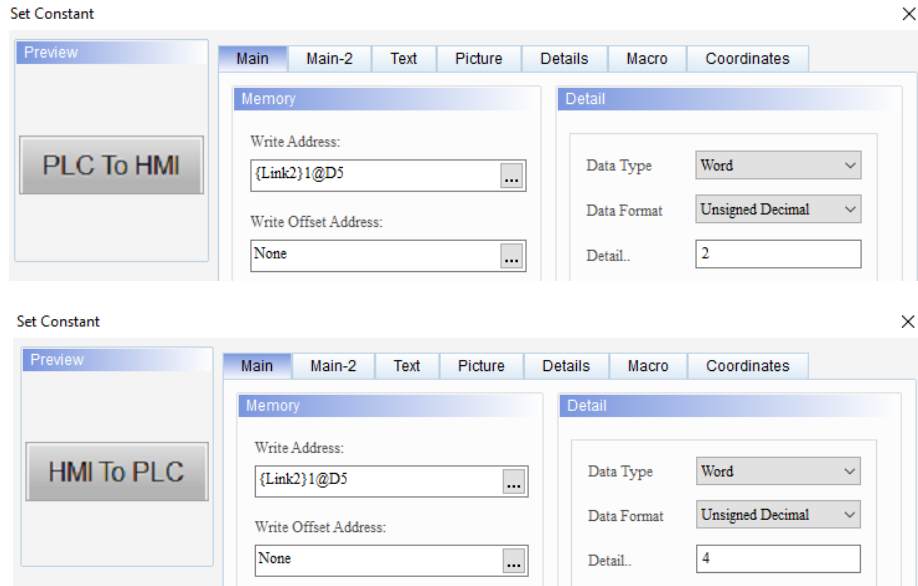 Set Constant
Preview
Main Main-2 Text Picture Details Macro Coordinates
Memory
Detail
PLC To HMI
Write Address:
{Link2}1@D5
...
Write Offset Address:
None
...
Data Type Word
Data Format Unsigned Decimal
Detail.. 2
Set Constant
Preview
Main Main-2 Text Picture Details Macro Coordinates
Memory
Detail
HMI To PLC
Write Address:
{Link2}1@D5
...
Write Offset Address:
None
...
Data Type Word
Data Format Unsigned Decimal
Detail.. 4